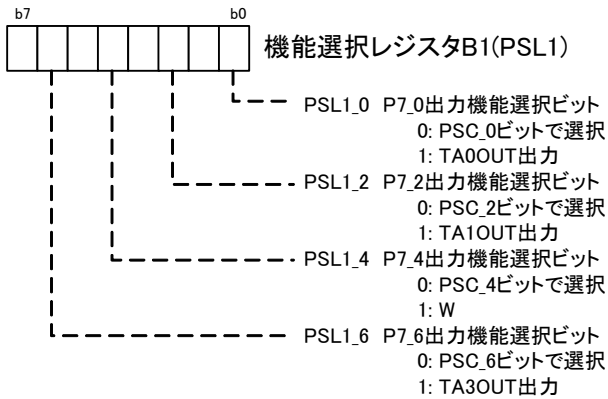 b7 b0
機能選択レジスタB1(PSL1)
PSL1_0 P7_0出力機能選択ビット
0: PSC_0ビットで選択
1: TA0OUT出力
PSL1_2 P7_2出力機能選択ビット
0: PSC_2ビットで選択
1: TA1OUT出力
PSL1_4 P7_4出力機能選択ビット
0: PSC_4ビットで選択
1: W
PSL1_6 P7_6出力機能選択ビット
0: PSC_6ビットで選択
1: TA3OUT出力